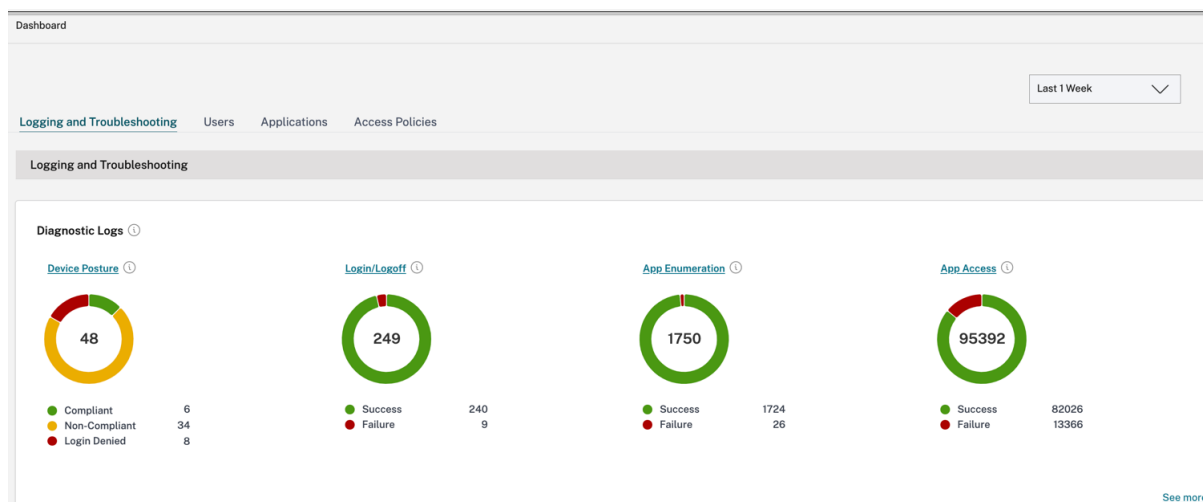 Dashboard
Last 1 Week
Logging and Troubleshooting Users Applications Access Policies
Logging and Troubleshooting
Diagnostic Logs
Device Posture Login/Logoff App Enumeration App Access
48 249 1750 95392
Compliant 6 Success 240 Success 1724 Success 82026
Non-Compliant 34 Failure 9 Failure 26 Failure 13366
Login Denied 8
See more